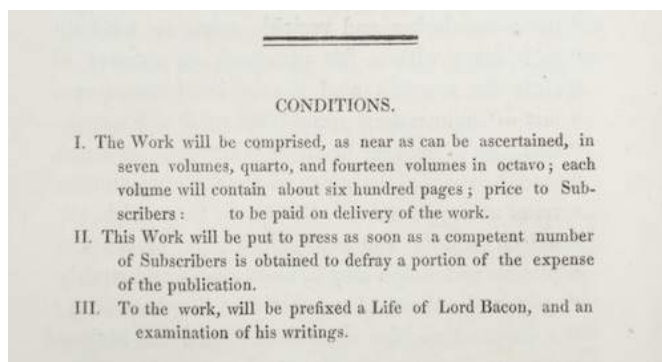 CONDITIONS.
I. The Work will be comprised, as near as can be ascertained, in
seven volumes, quarto, and fourteen volumes in octavo; each
volume will contain about six hundred pages; price to Sub-
scribers: to be paid on delivery of the work.
II. This Work will be put to press as soon as a competent number
of Subscribers is obtained to defray a portion of the expense
of the publication.
III. To the work, will be prefixed a Life of Lord Bacon, and an
examination of his writings.